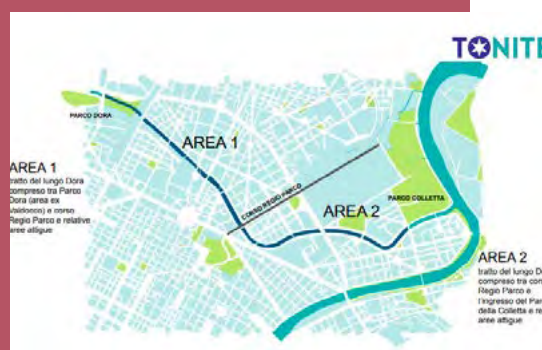 TONITE
PARCO DORA
AREA 1
AREA 1
tratto del lungo Dora
compreso tra Parco
Dora (area ex
Valdocco) e corso
Regio Parco e relative
aree attigue
CORSO REGIO PARCO
AREA 2
PARCO COLLETTA
AREA 2
tratto del lungo Do
compreso tra cors
Regio Parco e
l'ingresso del Par
della Colletta e re
aree attigue